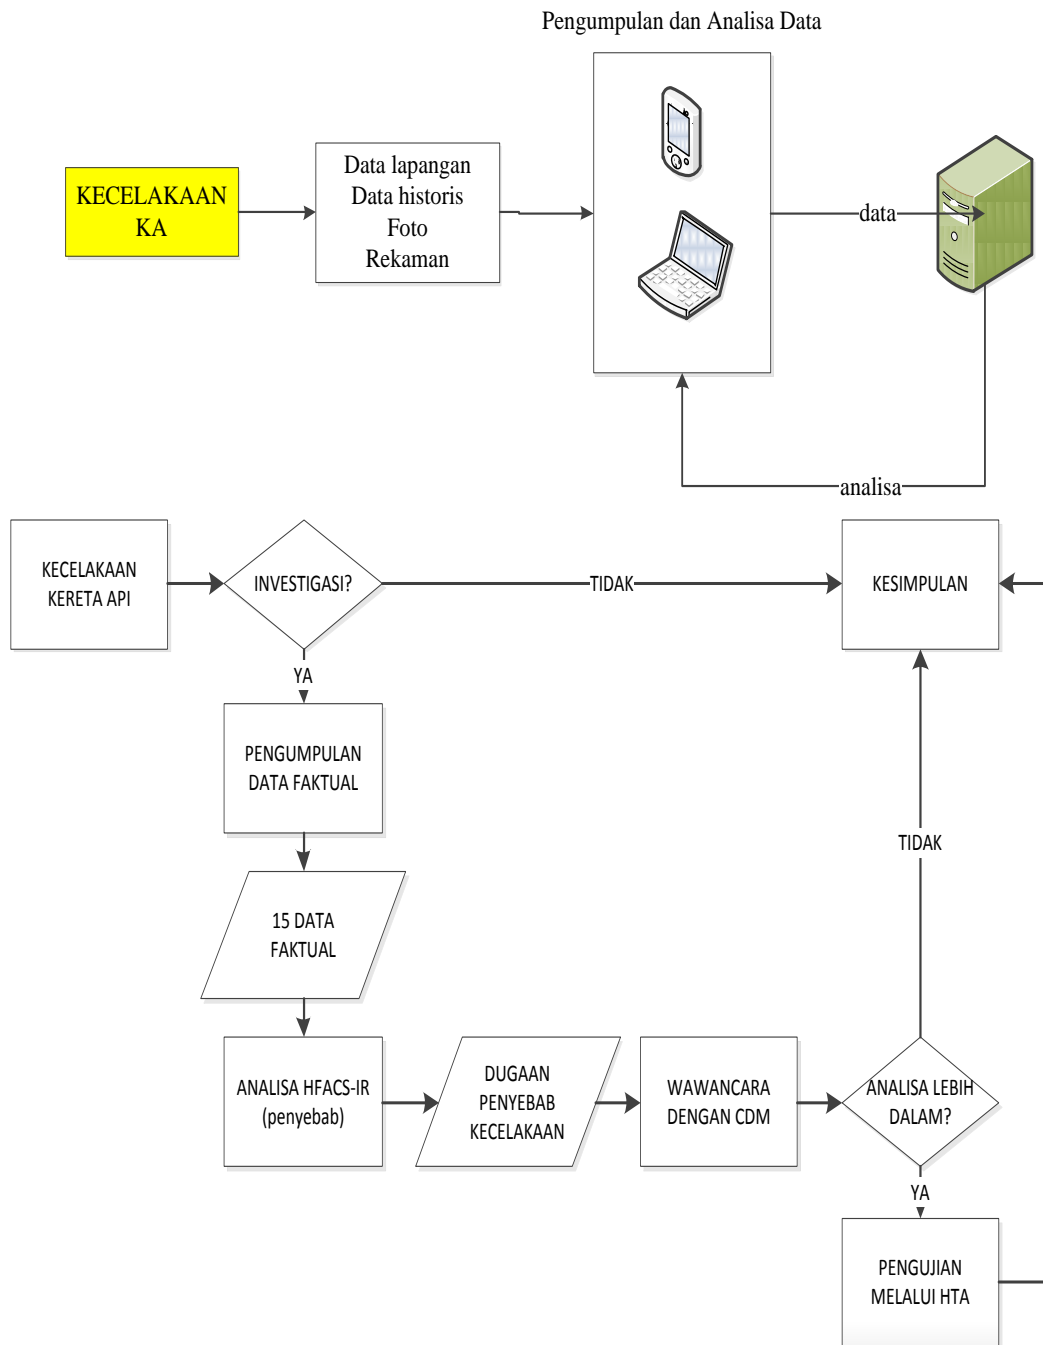 Pengumpulan dan Analisa Data
KECELAKAAN
KA
Data lapangan
Data historis
Foto
Rekaman
data
analisa
KECELAKAAN
KERETA API
INVESTIGASI?
TIDAK
KESIMPULAN
YA
PENGUMPULAN
DATA FAKTUAL
TIDAK
15 DATA
FAKTUAL
ANALISA HFACS-IR
(penyebab)
DUGAAN
PENYEBAB
KECELAKAAN
WAWANCARA
DENGAN CDM
ANALISA LEBIH
DALAM?
YA
PENGUJIAN
MELALUI HTA